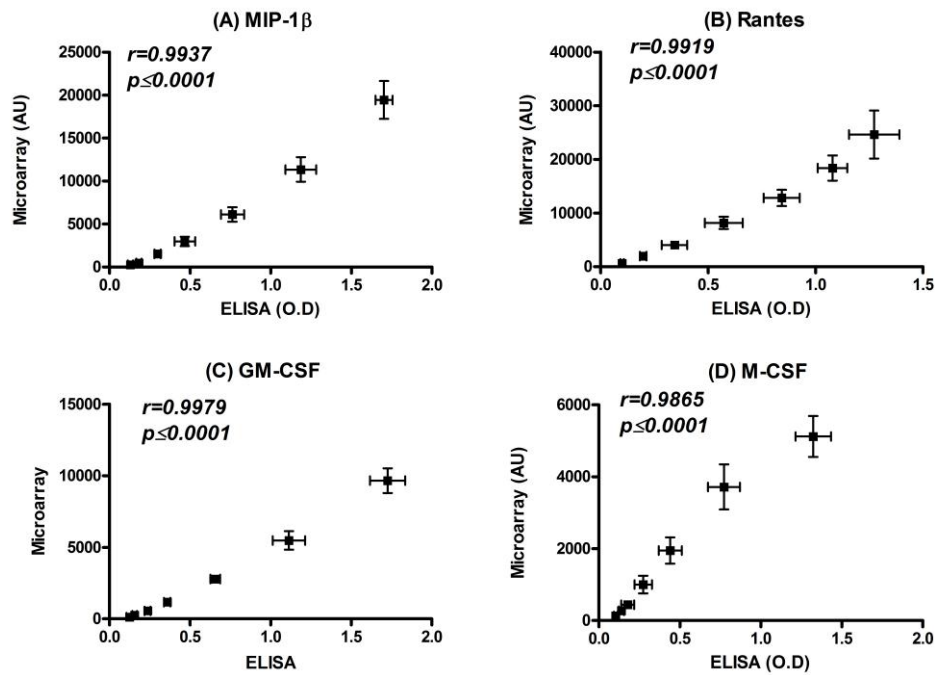 (A) MIP-1β
r=0.9937
p≤0.0001
25000
20000
15000
10000
5000
0
Microarray (AU)
0.0 0.5 1.0 1.5 2.0
ELISA (O.D)
(B) Rantes
r=0.9919
p≤0.0001
40000
30000
20000
10000
0
Microarray (AU)
0.0 0.5 1.0 1.5
ELISA (O.D)
(C) GM-CSF
r=0.9979
p≤0.0001
15000
10000
5000
0
Microarray
0.0 0.5 1.0 1.5 2.0
ELISA
(D) M-CSF
r=0.9865
p≤0.0001
6000
4000
2000
0
Microarray (AU)
0.0 0.5 1.0 1.5 2.0
ELISA (O.D)